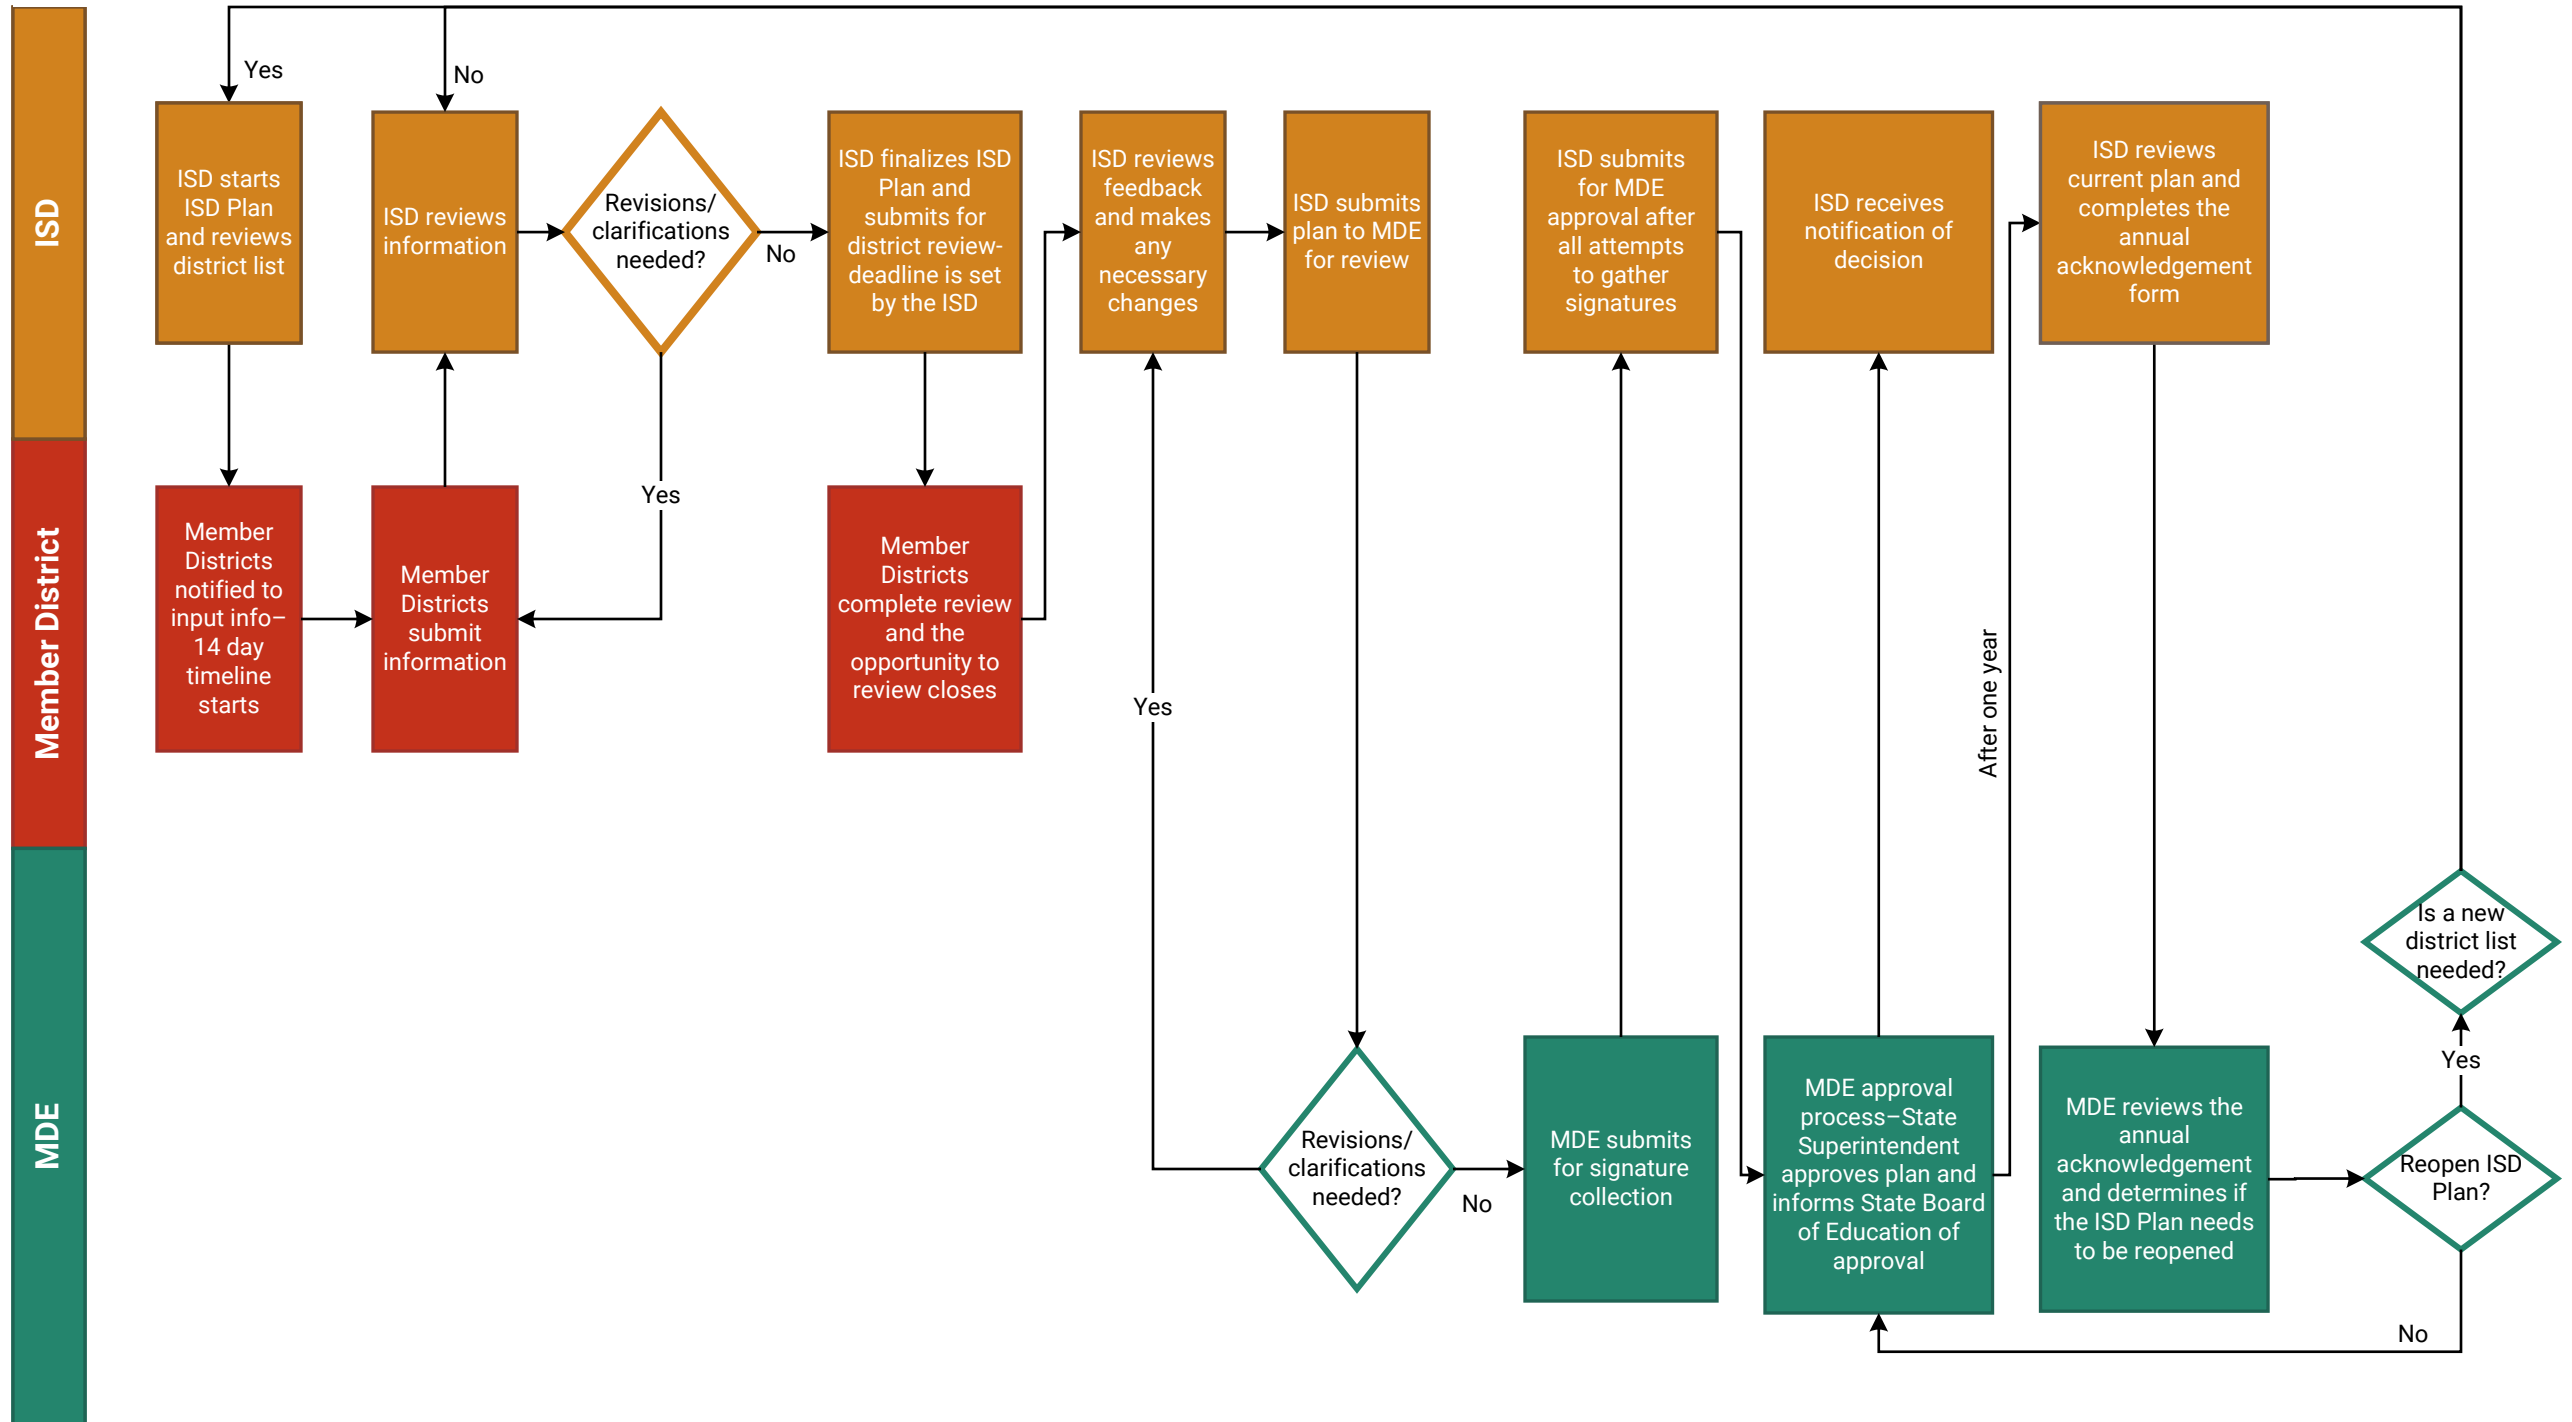 ISD
Yes
No
ISD starts
ISD Plan
and reviews
district list
ISD reviews
information
Revisions/
clarifications
needed?
No
Yes
ISD finalizes ISD
Plan and
submits for
district review-
deadline is set
by the ISD
ISD reviews
feedback
and makes
any
necessary
changes
ISD submits
plan to MDE
for review
ISD submits
for MDE
approval after
all attempts
to gather
signatures
ISD receives
notification of
decision
ISD reviews
current plan and
completes the
annual
acknowledgement
form
Member District
Member
Districts
notified to
input info–
14 day
timeline
starts
Member
Districts
submit
information
Member
Districts
complete review
and the
opportunity to
review closes
Yes
After one year
MDE
Revisions/
clarifications
needed?
No
MDE submits
for signature
collection
MDE approval
process–State
Superintendent
approves plan and
informs State Board
of Education of
approval
MDE reviews the
annual
acknowledgement
and determines if
the ISD Plan needs
to be reopened
Is a new
district list
needed?
Yes
Reopen ISD
Plan?
No